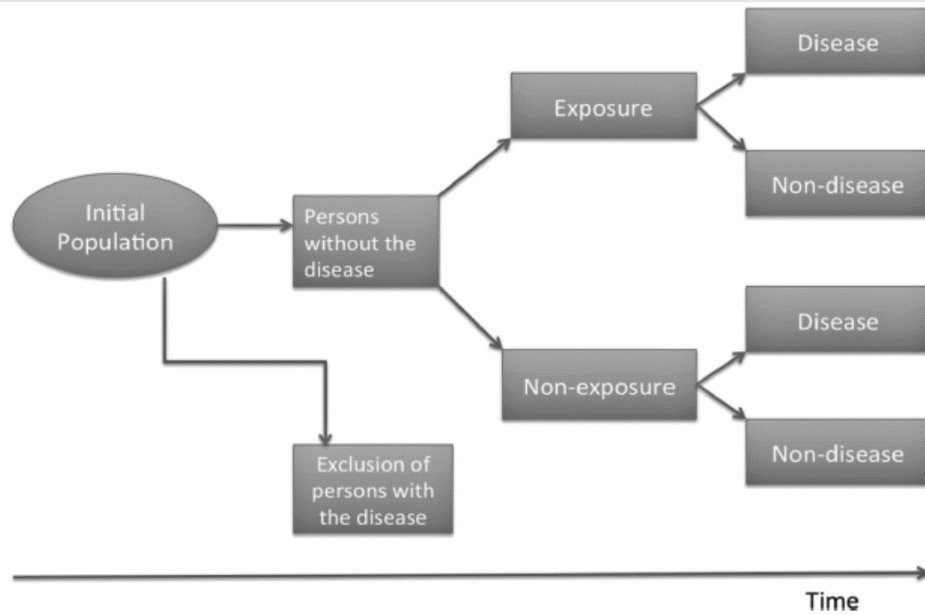 Disease
Exposure
Non-disease
Initial
Population
Persons
without the
disease
Disease
Non-exposure
Non-disease
Exclusion of
persons with
the disease
Time